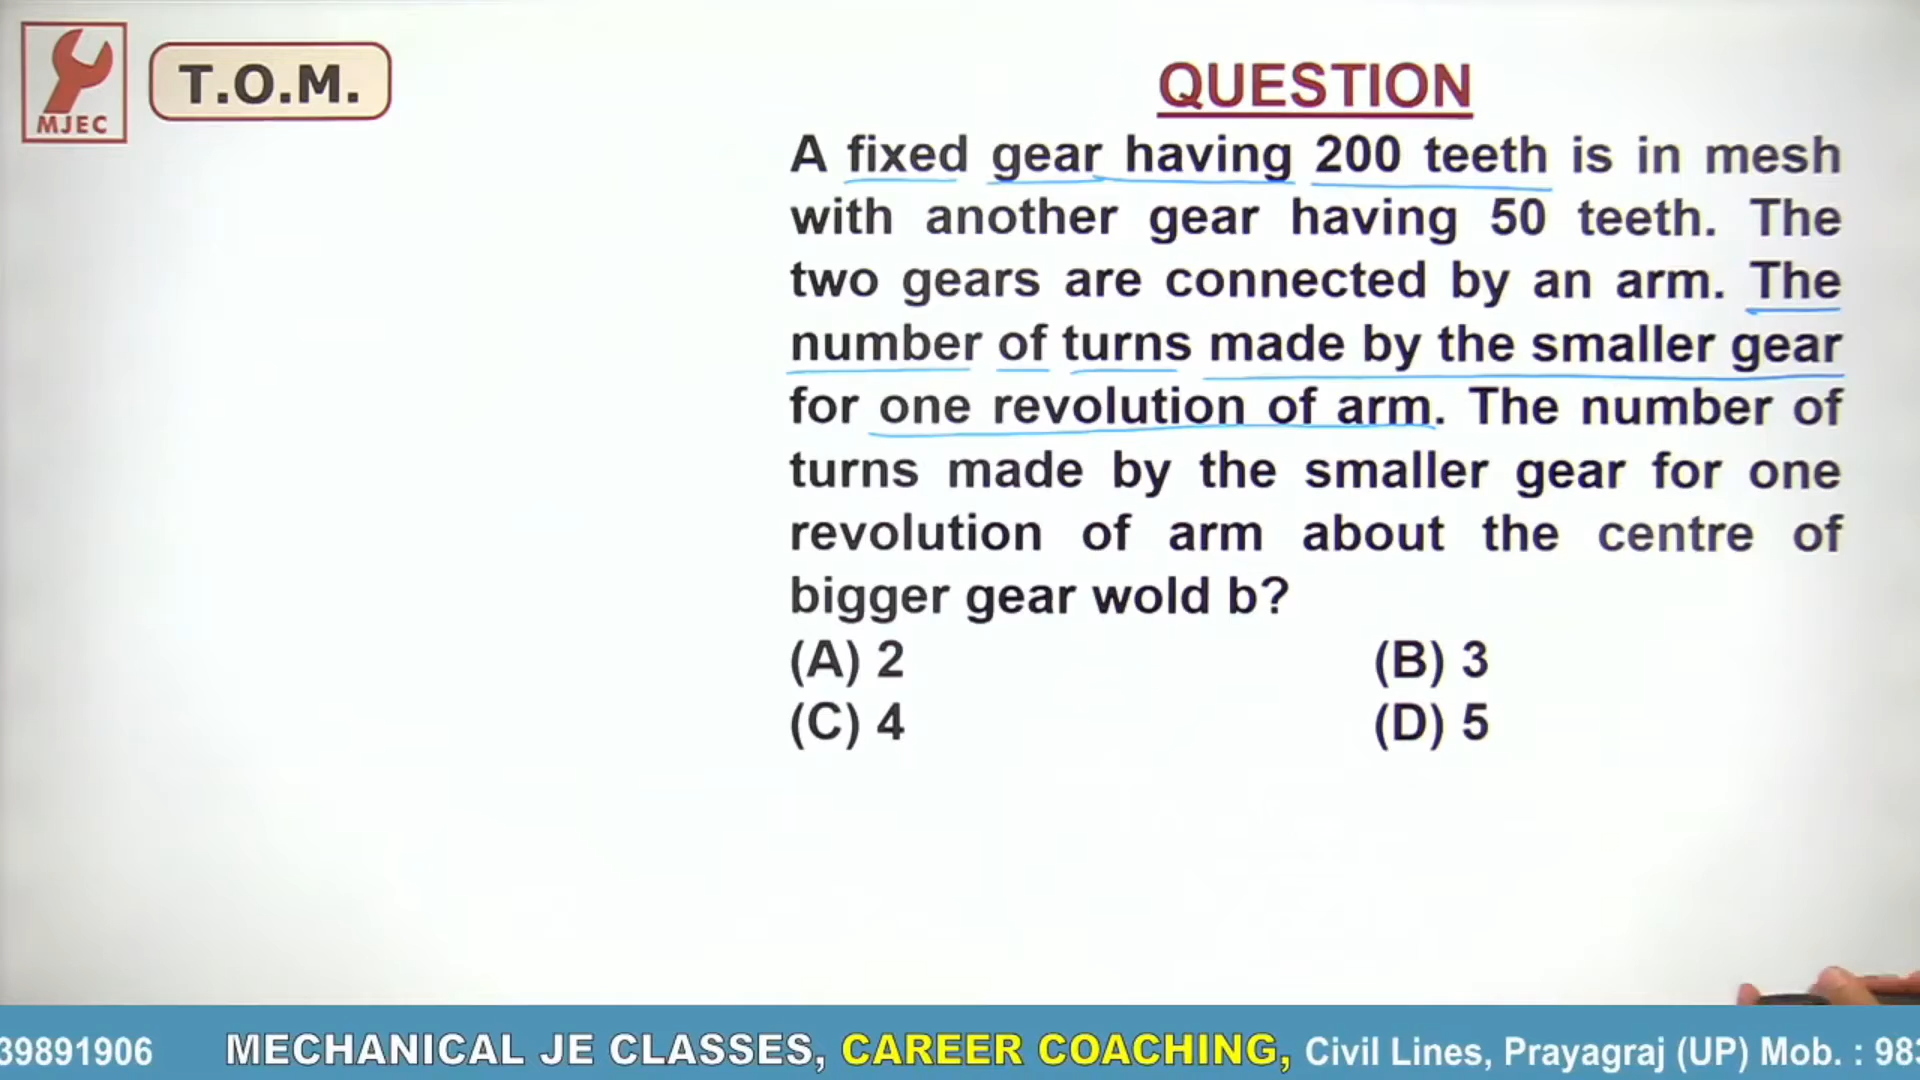 MJEC
T.O.M.
QUESTION
A fixed gear having 200 teeth is in mesh
with another gear having 50 teeth. The
two gears are connected by an arm. The
number of turns made by the smaller gear
for one revolution of arm. The number of
turns made by the smaller gear for one
revolution of arm about the centre of
bigger gear wold b?
(A) 2
(B) 3
(C) 4
(D) 5
39891906 MECHANICAL JE CLASSES, CAREER COACHING, Civil Lines, Prayagraj (UP) Mob. : 983